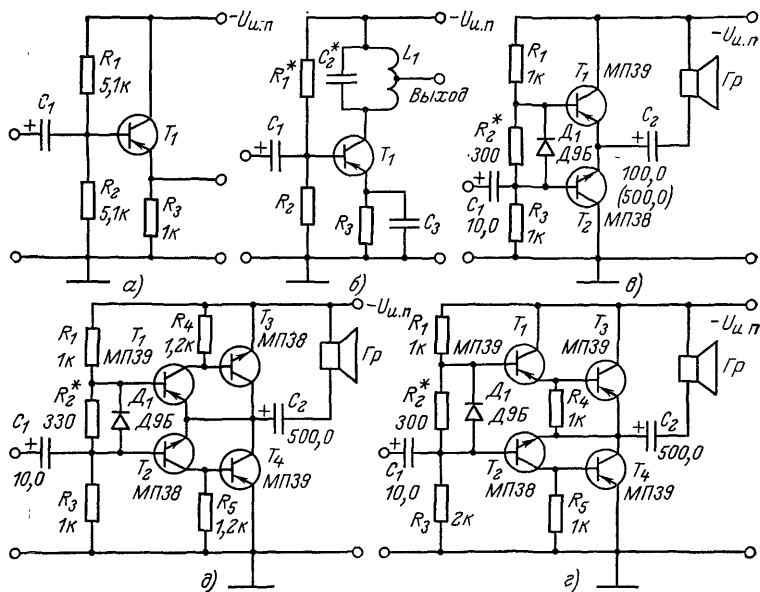 -Uи.п
R1
5,1к
C1
+
T1
R2
5,1к
R3
1к
а)
-Uи.п
C2*
L1
R1*
Выход
C1
+
T1
R2
R3
C3
б)
-Uи.п
R1
1к
T1
МП39
Гр
R2*
300
Д1
Д9Б
+
C2
100,0
(500,0)
+
C1
10,0
R3
1к
T2
МП38
в)
-Uи.п
R1
1к
T1
МП39
R4
1,2к
T3
МП38
Гр
R2*
330
Д1
Д9Б
+
C2
500,0
C1
+
10,0
T2
МП38
T4
МП39
R3
1к
R5
1,2к
д)
-Uи.п
R1
1к
T1
МП39
T3
МП39
Гр
R2*
300
Д1
Д9Б
R4
1к
+
C2
500,0
+
C1
10,0
T2
МП38
T4
МП39
R3
2к
R5
1к
г)